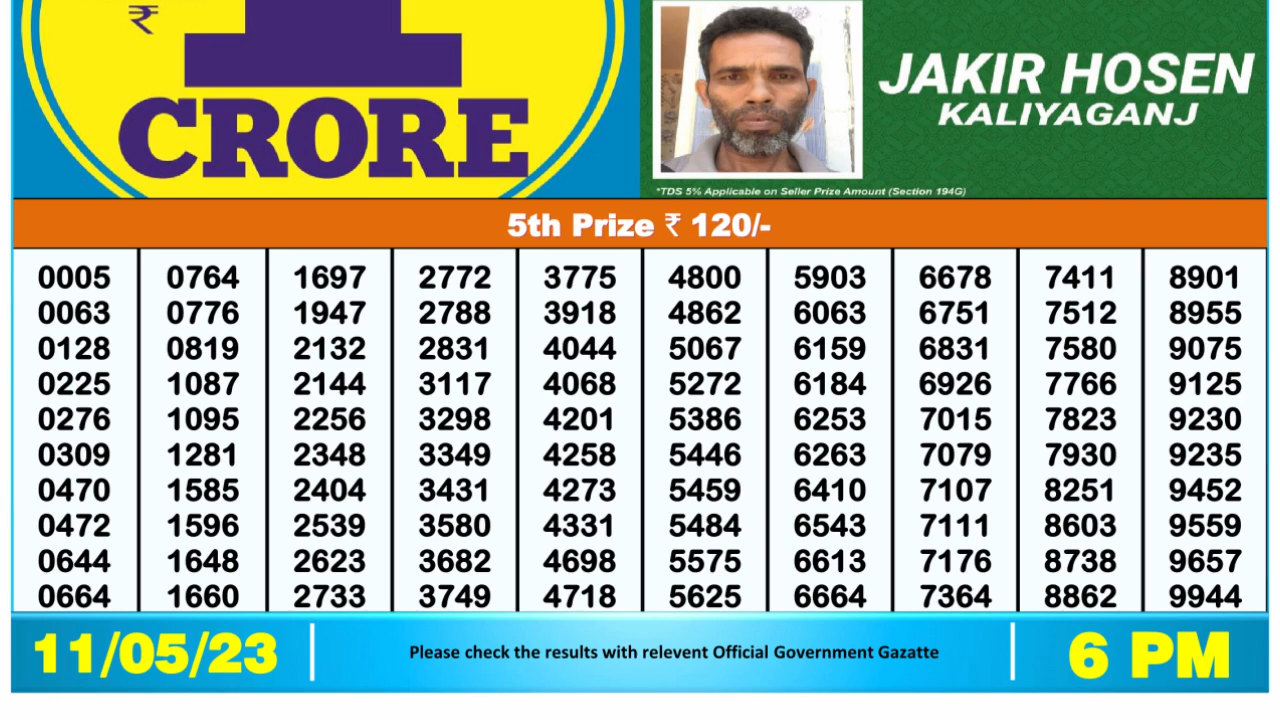 ₹
CRORE
JAKIR HOSEN
KALIYAGANJ
*TDS 5% Applicable on Seller Prize Amount (Section 194G)
5th Prize ₹ 120/-
0005 0764 1697 2772 3775 4800 5903 6678 7411 8901
0063 0776 1947 2788 3918 4862 6063 6751 7512 8955
0128 0819 2132 2831 4044 5067 6159 6831 7580 9075
0225 1087 2144 3117 4068 5272 6184 6926 7766 9125
0276 1095 2256 3298 4201 5386 6253 7015 7823 9230
0309 1281 2348 3349 4258 5446 6263 7079 7930 9235
0470 1585 2404 3431 4273 5459 6410 7107 8251 9452
0472 1596 2539 3580 4331 5484 6543 7111 8603 9559
0644 1648 2623 3682 4698 5575 6613 7176 8738 9657
0664 1660 2733 3749 4718 5625 6664 7364 8862 9944
11/05/23 Please check the results with relevent Official Government Gazatte 6 PM